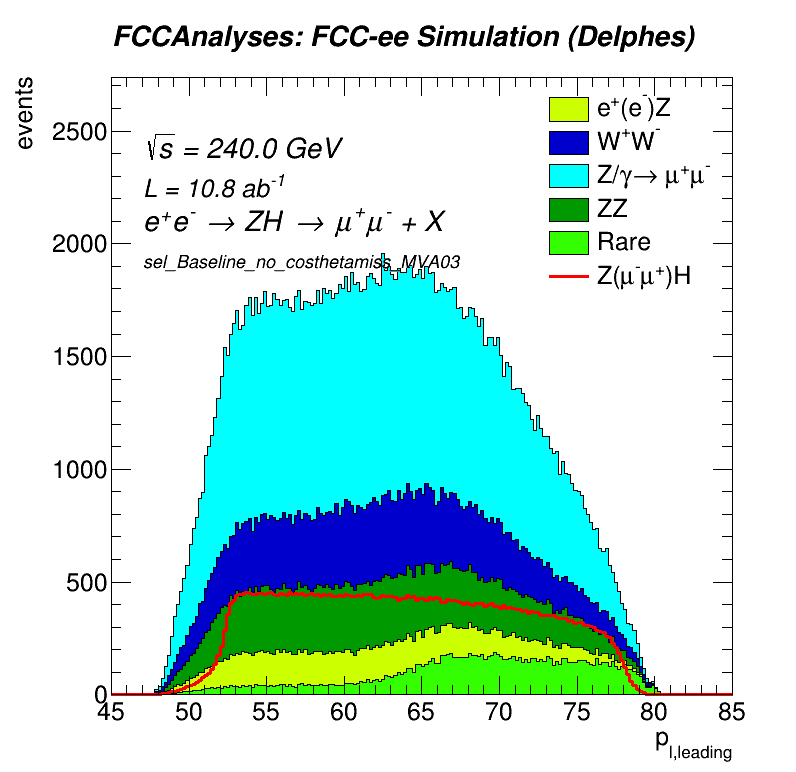 FCCAnalyses: FCC-ee Simulation (Delphes)
events
2500
2000
1500
1000
500
0
√s = 240.0 GeV
L = 10.8 ab⁻¹
e⁺e⁻ → ZH → μ⁺μ⁻ + X
sel_Baseline_no_costhetamiss_MVA03
e⁺(e⁻)Z
W⁺W⁻
Z/γ→ μ⁺μ⁻
ZZ
Rare
Z(μ⁻μ⁺)H
45 50 55 60 65 70 75 80 85
p_l,leading